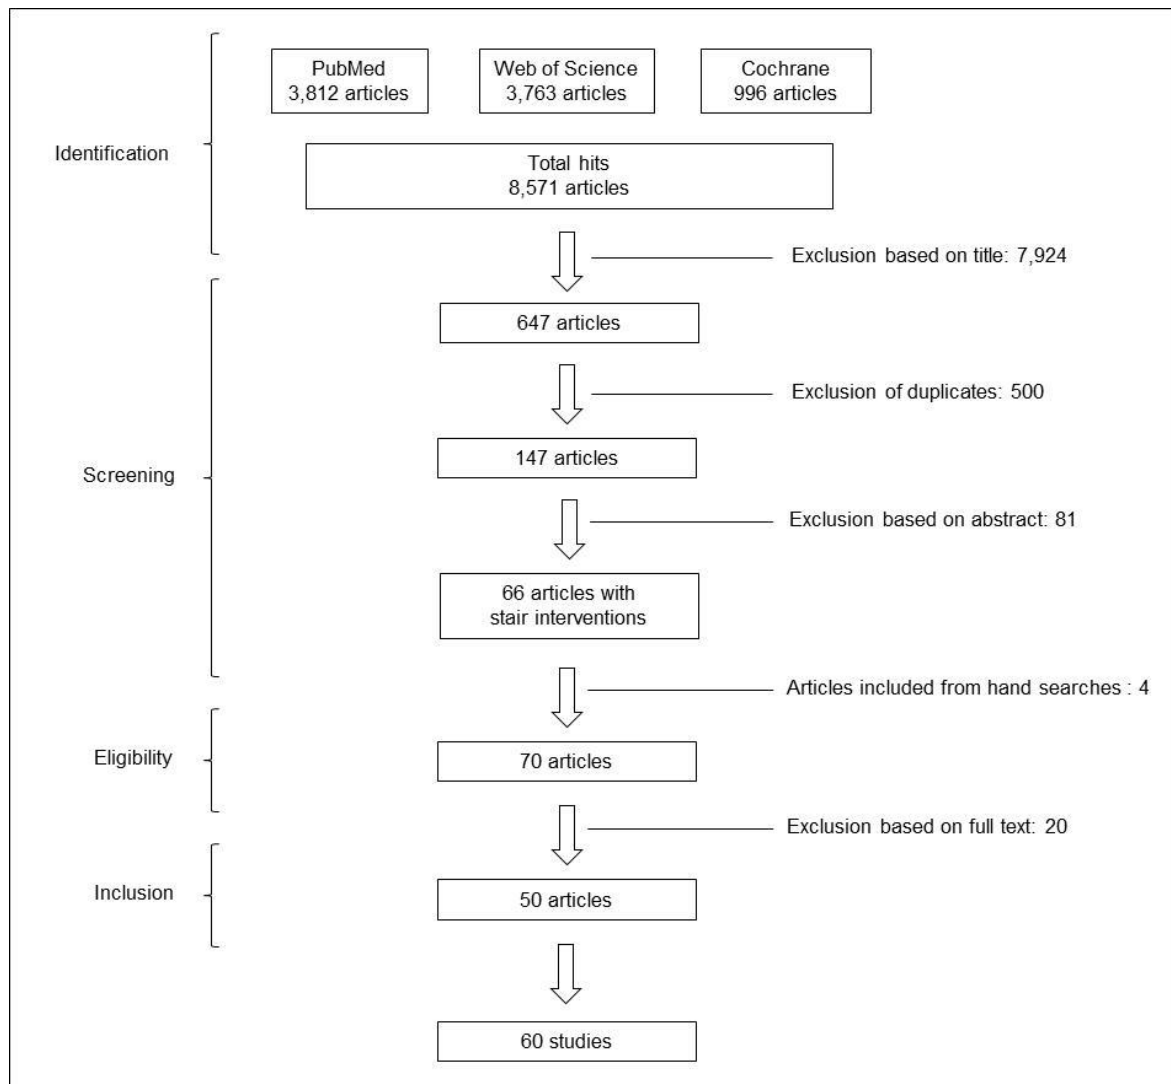 PubMed
3,812 articles
Web of Science
3,763 articles
Cochrane
996 articles
Identification
Total hits
8,571 articles
Exclusion based on title: 7,924
647 articles
Exclusion of duplicates: 500
147 articles
Screening
Exclusion based on abstract: 81
66 articles with
stair interventions
Articles included from hand searches : 4
Eligibility
70 articles
Exclusion based on full text: 20
Inclusion
50 articles
60 studies